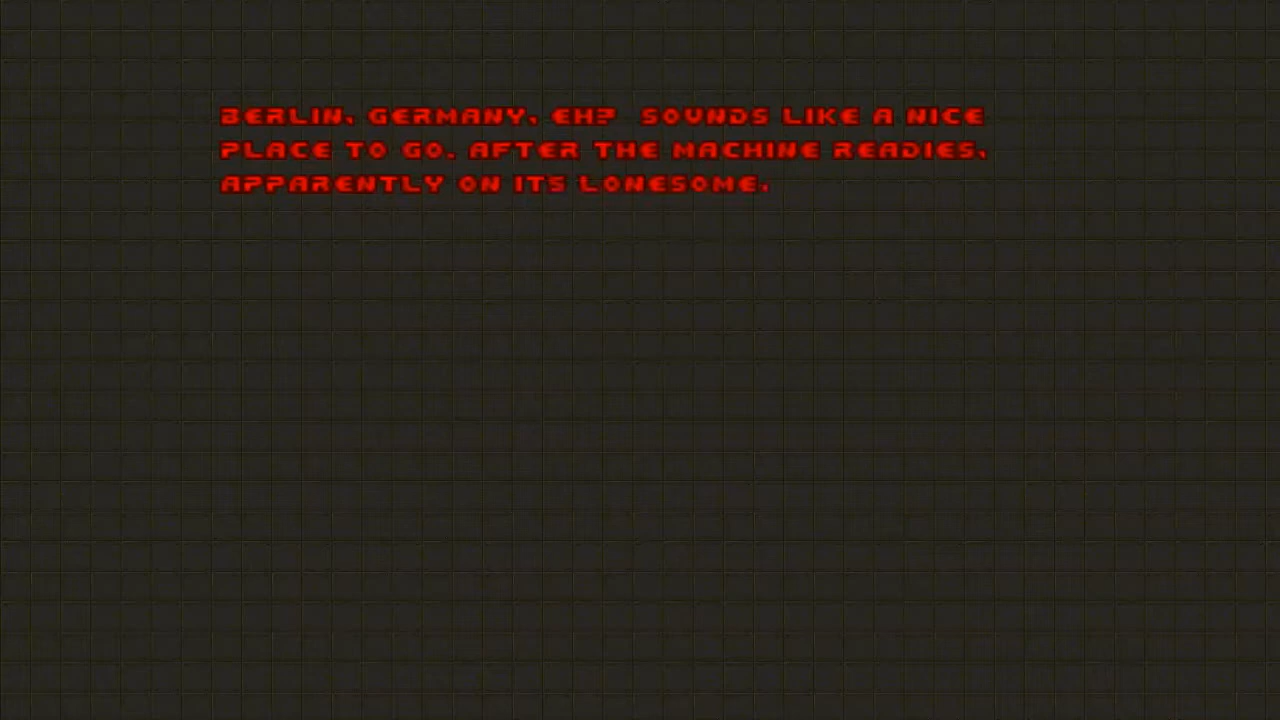 BERLIN, GERMANY, EH?  SOUNDS LIKE A NICE
PLACE TO GO. AFTER THE MACHINE READIES,
APPARENTLY ON ITS LONESOME,